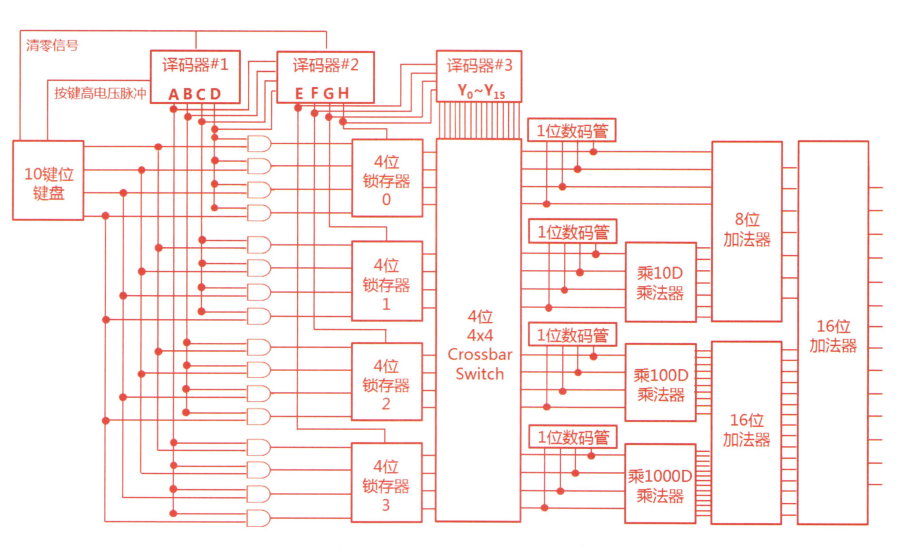 清零信号
译码器#1
译码器#2
译码器#3
按键高电压脉冲
A B C D
E F G H
Y0~Y15
1位数码管
10键位
键盘
4位
锁存器
0
8位
加法器
1位数码管
4位
锁存器
1
乘10D
乘法器
4位
4x4
Crossbar
Switch
16位
加法器
1位数码管
4位
锁存器
2
乘100D
乘法器
16位
加法器
1位数码管
4位
锁存器
3
乘1000D
乘法器